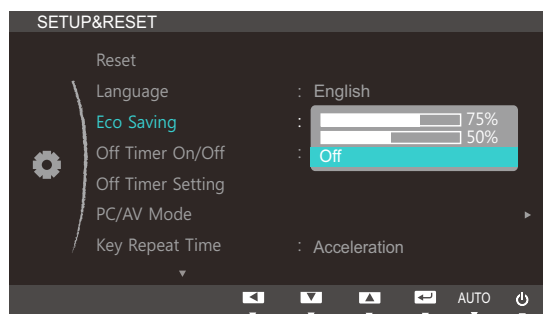 SETUP&RESET
Reset
Language : English
Eco Saving : 75%
50%
Off Timer On/Off : Off
Off Timer Setting
PC/AV Mode
Key Repeat Time : Acceleration
AUTO